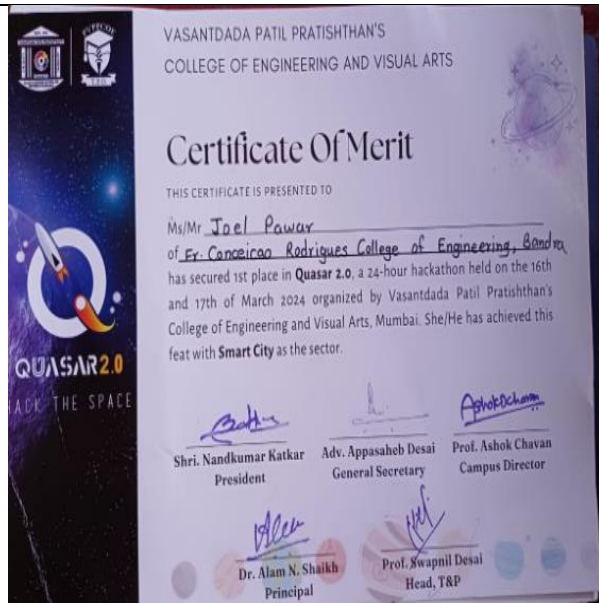 VASANTDADA PATIL PRATISHTHAN'S
COLLEGE OF ENGINEERING AND VISUAL ARTS
Certificate Of Merit
THIS CERTIFICATE IS PRESENTED TO
Ms/Mr Joel Pawar
of Fr. Conceicao Rodrigues College of Engineering, Bandra
has secured 1st place in Quasar 2.0, a 24-hour hackathon held on the 16th
and 17th of March 2024 organized by Vasantdada Patil Pratishthan's
College of Engineering and Visual Arts, Mumbai. She/He has achieved this
feat with Smart City as the sector.
QUASAR 2.0
HACK THE SPACE
Shri. Nandkumar Katkar
President
Adv. Appasaheb Desai
General Secretary
AshokDchavan
Prof. Ashok Chavan
Campus Director
Dr. Alam N. Shaikh
Principal
Prof. Swapnil Desai
Head, T&P